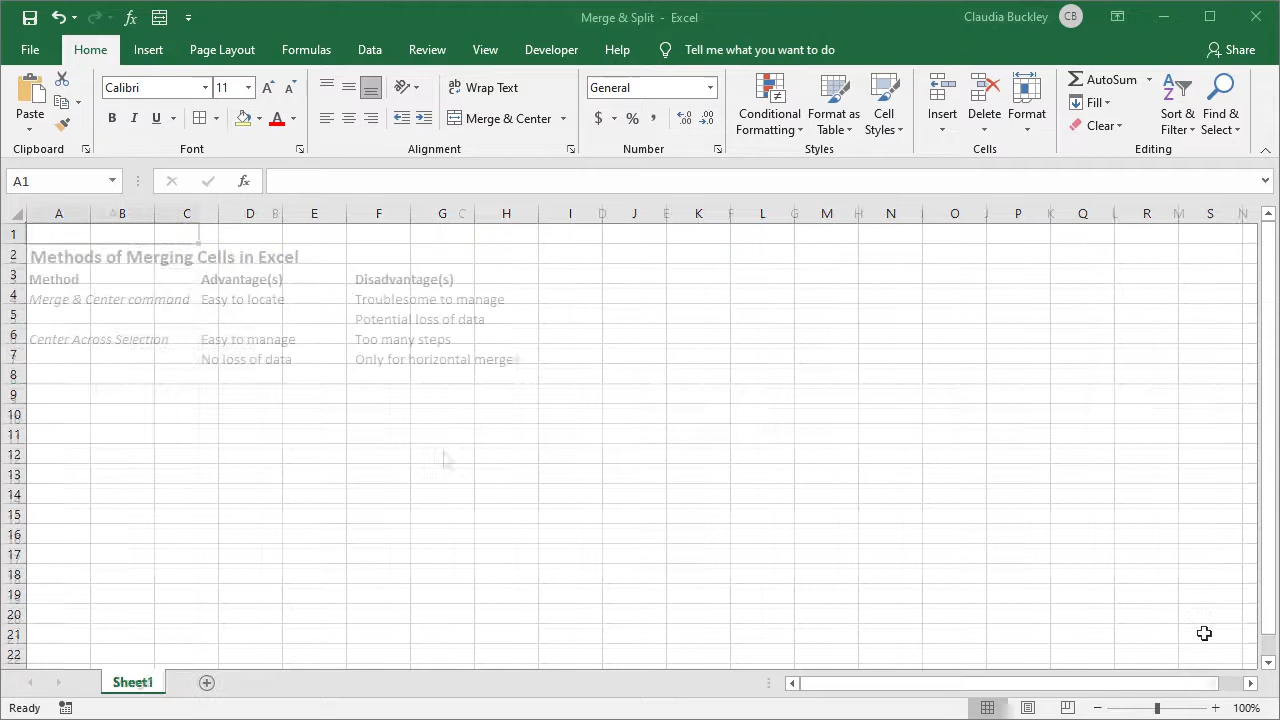 Merge & Split - Excel
Claudia Buckley CB
File Home Insert Page Layout Formulas Data Review View Developer Help Tell me what you want to do Share
Paste
Calibri 11
B I U
Wrap Text
Merge & Center
General
$ % ,
Conditional Formatting
Format as Table
Cell Styles
Insert Delete Format
AutoSum
Fill
Clear
Sort & Filter
Find & Select
Clipboard Font Alignment Number Styles Cells Editing
A1 fx
A B C D E F G H I J K L M N O P Q R S
1
2 Methods of Merging Cells in Excel
3 Method Advantage(s) Disadvantage(s)
4 Merge & Center command Easy to locate Troublesome to manage
5 Potential loss of data
6 Center Across Selection Easy to manage Too many steps
7 No loss of data Only for horizontal merge
8
9
10
11
12
13
14
15
16
17
18
19
20
21
22
Sheet1
Ready 100%